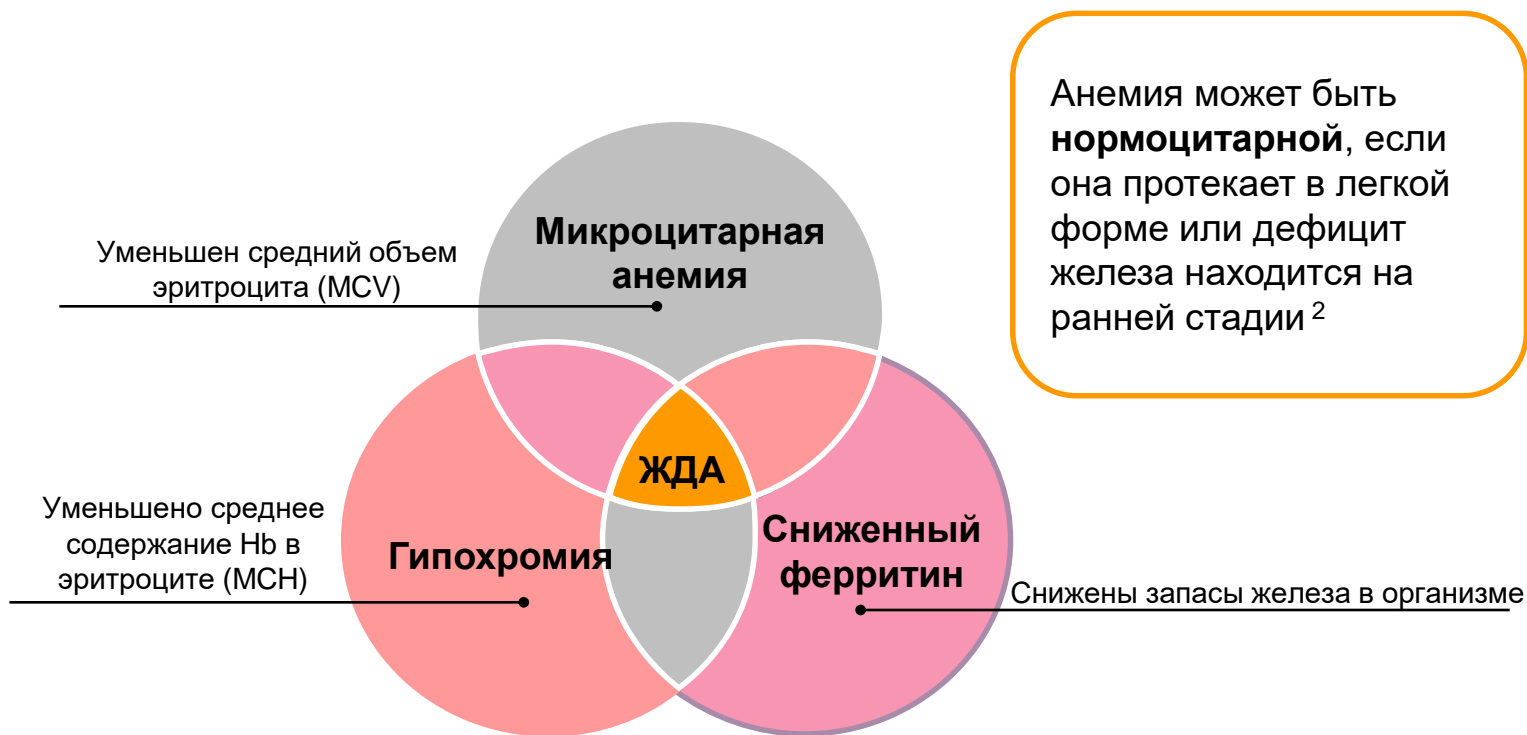 Анемия может быть
нормоцитарной, если
она протекает в легкой
форме или дефицит
железа находится на
ранней стадии 2
Микроцитарная
анемия
Уменьшен средний объем
эритроцита (MCV)
ЖДА
Уменьшено среднее
содержание Hb в
эритроците (MCH)
Гипохромия
Сниженный
ферритин
Снижены запасы железа в организме